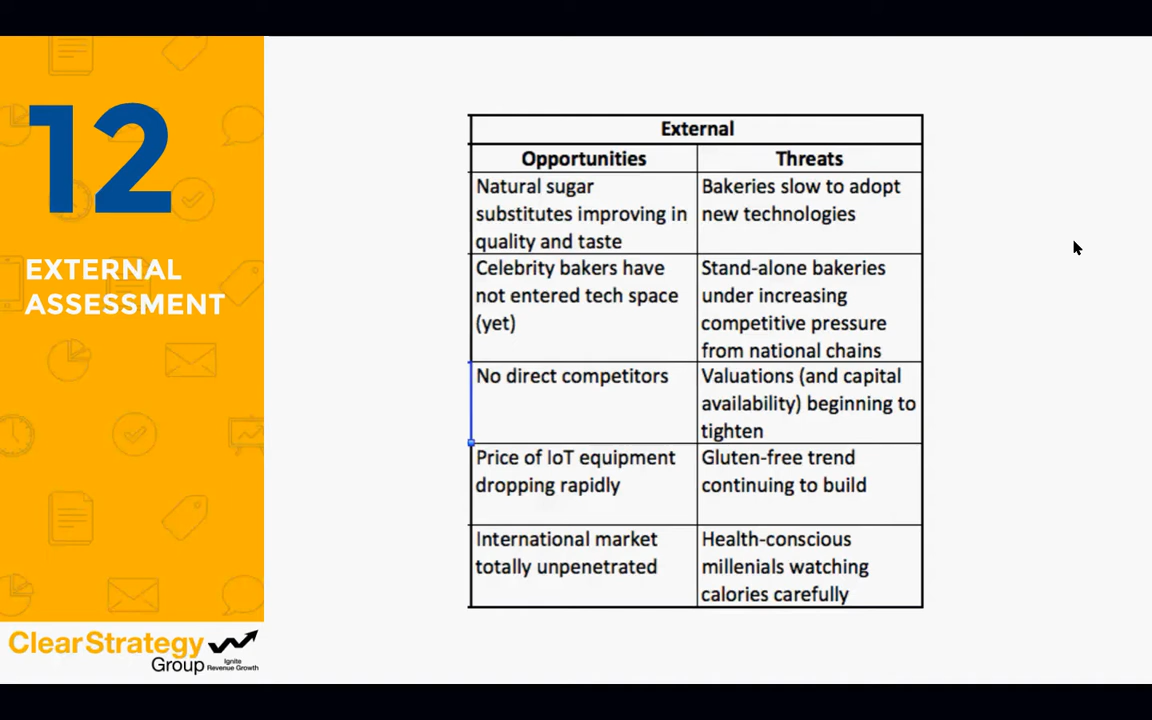 12
EXTERNAL
ASSESSMENT
External
Opportunities
Threats
Natural sugar
substitutes improving in
quality and taste
Bakeries slow to adopt
new technologies
Celebrity bakers have
not entered tech space
(yet)
Stand-alone bakeries
under increasing
competitive pressure
from national chains
No direct competitors
Valuations (and capital
availability) beginning to
tighten
Price of IoT equipment
dropping rapidly
Gluten-free trend
continuing to build
International market
totally unpenetrated
Health-conscious
millenials watching
calories carefully
ClearStrategy
Group
Ignite
Revenue Growth